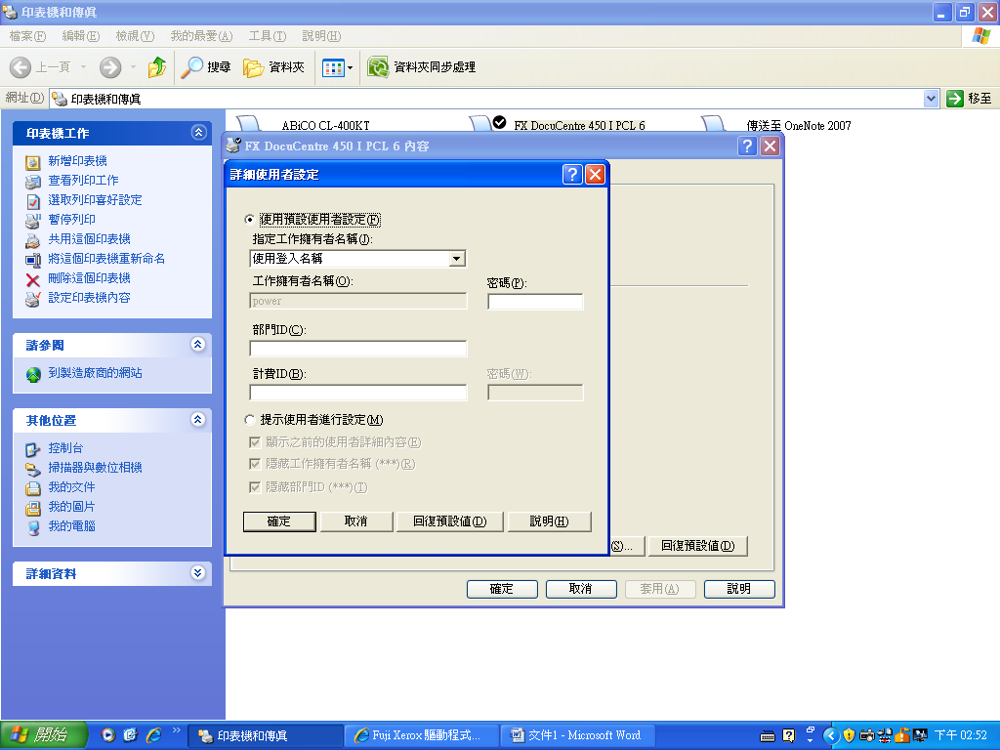 印表機和傳真
檔案(F) 編輯(E) 檢視(V) 我的最愛(A) 工具(T) 說明(H)
上一頁 搜尋 資料夾 資料夾同步處理
網址(D) 印表機和傳真 移至
印表機工作
新增印表機
查看列印工作
選取列印喜好設定
暫停列印
共用這個印表機
將這個印表機重新命名
刪除這個印表機
設定印表機內容
請參閱
到製造廠商的網站
其他位置
控制台
掃描器與數位相機
我的文件
我的圖片
我的電腦
詳細資料
ABiCO CL-400KT FX DocuCentre 450 I PCL 6 傳送至 OneNote 2007
FX DocuCentre 450 I PCL 6 內容
詳細使用者設定
使用預設使用者設定(F)
指定工作擁有者名稱(J):
使用登入名稱
工作擁有者名稱(O): 密碼(P):
power
部門ID(C):
計費ID(B): 密碼(W):
提示使用者進行設定(M)
顯示之前的使用者詳細內容(E)
隱藏工作擁有者名稱 (***)(R)
隱藏部門ID (***)(T)
確定 取消 回復預設值(D) 說明(H)
(S)... 回復預設值(D)
確定 取消 套用(A) 說明
開始 印表機和傳真 Fuji Xerox 驅動程式... 文件1 - Microsoft Word 下午 02:52